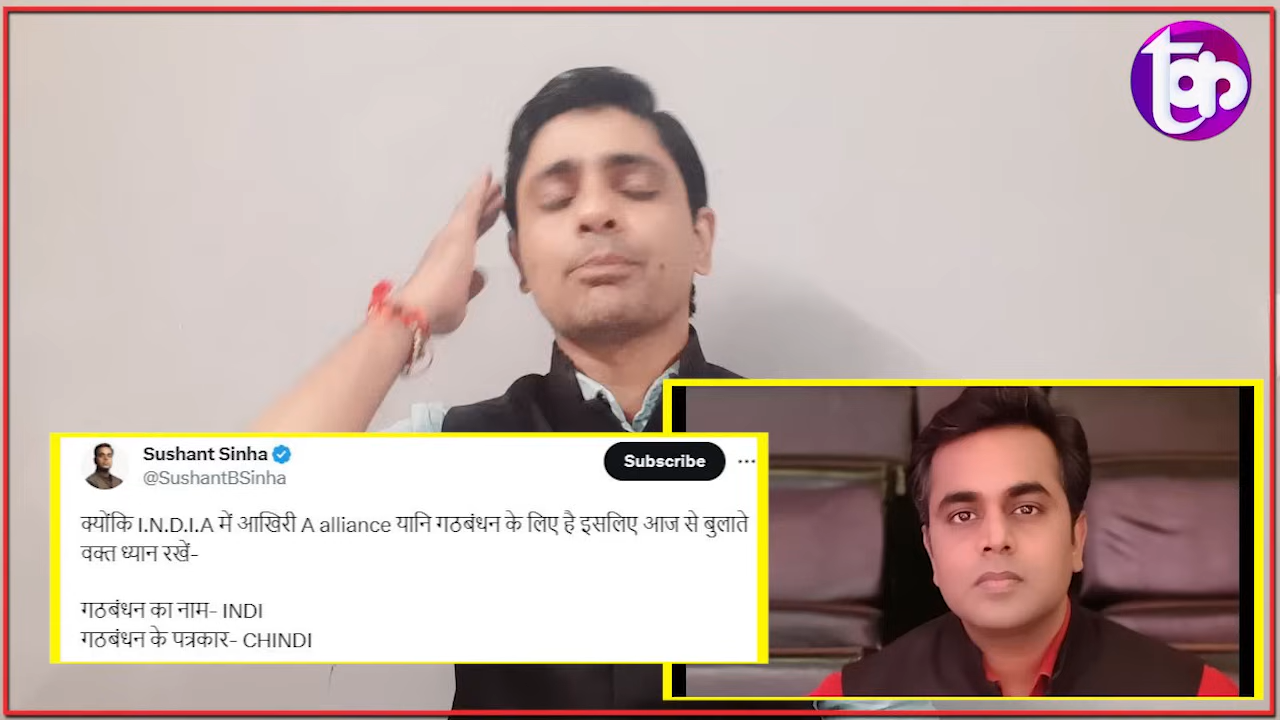 तक
Sushant Sinha
@SushantBSinha
Subscribe
क्योंकि I.N.D.I.A में आखिरी A alliance यानि गठबंधन के लिए है इसलिए आज से बुलाते
वक्त ध्यान रखें-
गठबंधन का नाम- INDI
गठबंधन के पत्रकार- CHINDI